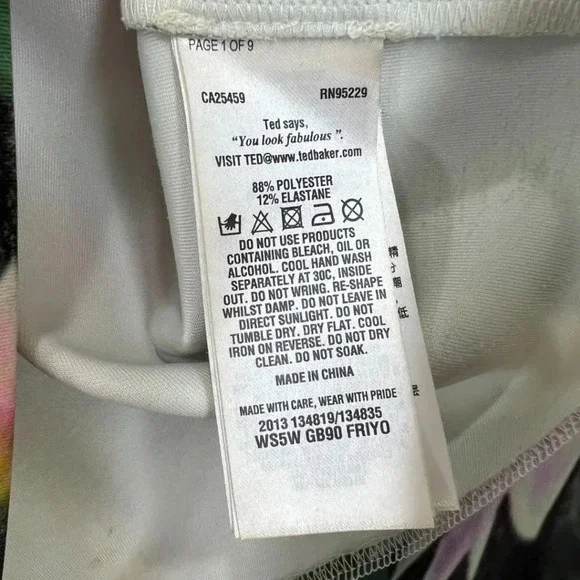 PAGE 1 OF 9
CA25459 RN95229
Ted says,
"You look fabulous ".
VISIT TED@www.tedbaker.com
88% POLYESTER
12% ELASTANE
DO NOT USE PRODUCTS
CONTAINING BLEACH, OIL OR
ALCOHOL. COOL HAND WASH
SEPARATELY AT 30C, INSIDE
OUT. DO NOT WRING. RE-SHAPE
WHILST DAMP. DO NOT LEAVE IN
DIRECT SUNLIGHT. DO NOT
TUMBLE DRY. DRY FLAT. COOL
IRON ON REVERSE. DO NOT DRY
CLEAN. DO NOT SOAK.
MADE IN CHINA
MADE WITH CARE, WEAR WITH PRIDE
2013 134819/134835
WS5W GB90 FRIYO
精
分
潮
,低